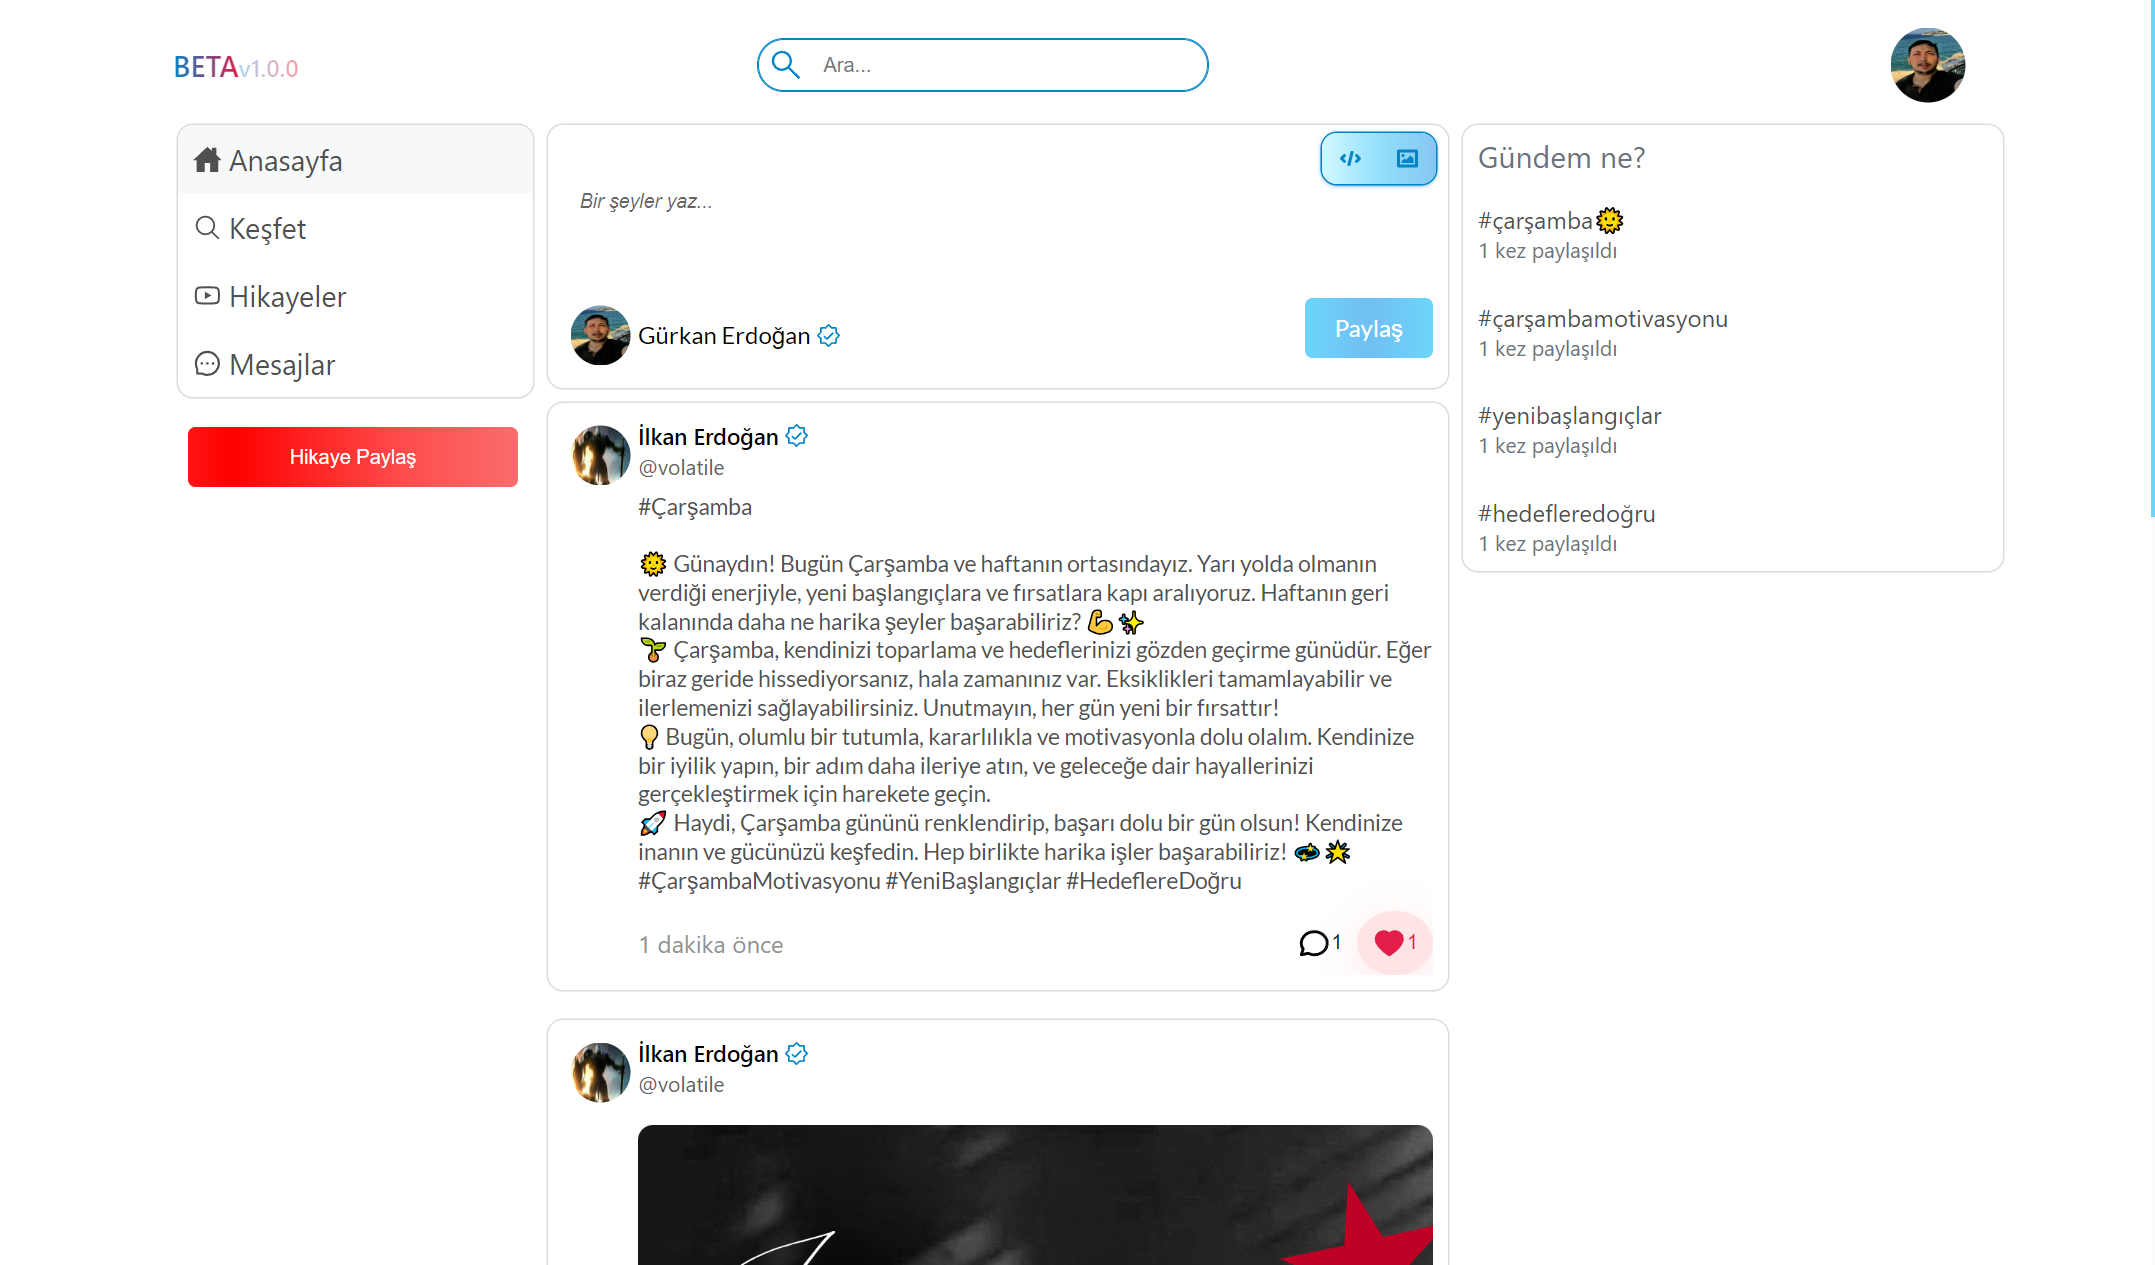 BETAv1.0.0
Ara...
Anasayfa
Keşfet
Hikayeler
Mesajlar
Hikaye Paylaş
Bir şeyler yaz...
Gürkan Erdoğan
Paylaş
İlkan Erdoğan
@volatile
#Çarşamba
🌞 Günaydın! Bugün Çarşamba ve haftanın ortasındayız. Yarı yolda olmanın
verdiği enerjiyle, yeni başlangıçlara ve fırsatlara kapı aralıyoruz. Haftanın geri
kalanında daha ne harika şeyler başarabiliriz? 💪✨
🌱 Çarşamba, kendinizi toparlama ve hedeflerinizi gözden geçirme günüdür. Eğer
biraz geride hissediyorsanız, hala zamanınız var. Eksiklikleri tamamlayabilir ve
ilerlemenizi sağlayabilirsiniz. Unutmayın, her gün yeni bir fırsattır!
💡 Bugün, olumlu bir tutumla, kararlılıkla ve motivasyonla dolu olalım. Kendinize
bir iyilik yapın, bir adım daha ileriye atın, ve geleceğe dair hayallerinizi
gerçekleştirmek için harekete geçin.
🚀 Haydi, Çarşamba gününü renklendirip, başarı dolu bir gün olsun! Kendinize
inanın ve gücünüzü keşfedin. Hep birlikte harika işler başarabiliriz! 💫🌟
#ÇarşambaMotivasyonu #YeniBaşlangıçlar #HedeflereDoğru
1 dakika önce
1
1
İlkan Erdoğan
@volatile
Gündem ne?
#çarşamba🌞
1 kez paylaşıldı
#çarşambamotivasyonu
1 kez paylaşıldı
#yenibaşlangıçlar
1 kez paylaşıldı
#hedefleredoğru
1 kez paylaşıldı